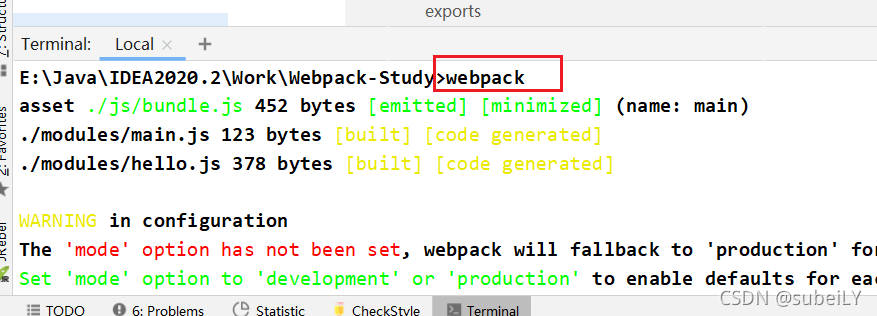 exports
Terminal: Local × +
E:\Java\IDEA2020.2\Work\Webpack-Study>webpack
asset ./js/bundle.js 452 bytes [emitted] [minimized] (name: main)
./modules/main.js 123 bytes [built] [code generated]
./modules/hello.js 378 bytes [built] [code generated]
WARNING in configuration
The 'mode' option has not been set, webpack will fallback to 'production' for
Set 'mode' option to 'development' or 'production' to enable defaults for eac
TODO 6: Problems Statistic CheckStyle Terminal
CSDN @subeiLY
7: Structu
2: Favorites
JRebel